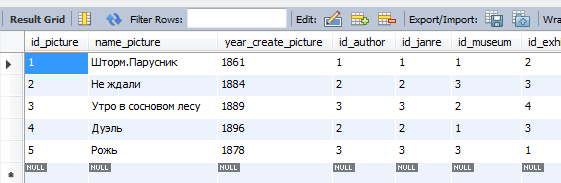 Result Grid Filter Rows: Edit: Export/Import: Wra
id_picture name_picture year_create_picture id_author id_janre id_museum id_exhi
1 Шторм.Парусник 1861 1 1 1 2
2 Не ждали 1884 2 2 3 3
3 Утро в сосновом лесу 1889 3 3 2 4
4 Дуэль 1896 2 2 1 3
5 Рожь 1878 3 3 3 1
NULL NULL NULL NULL NULL NULL NULL